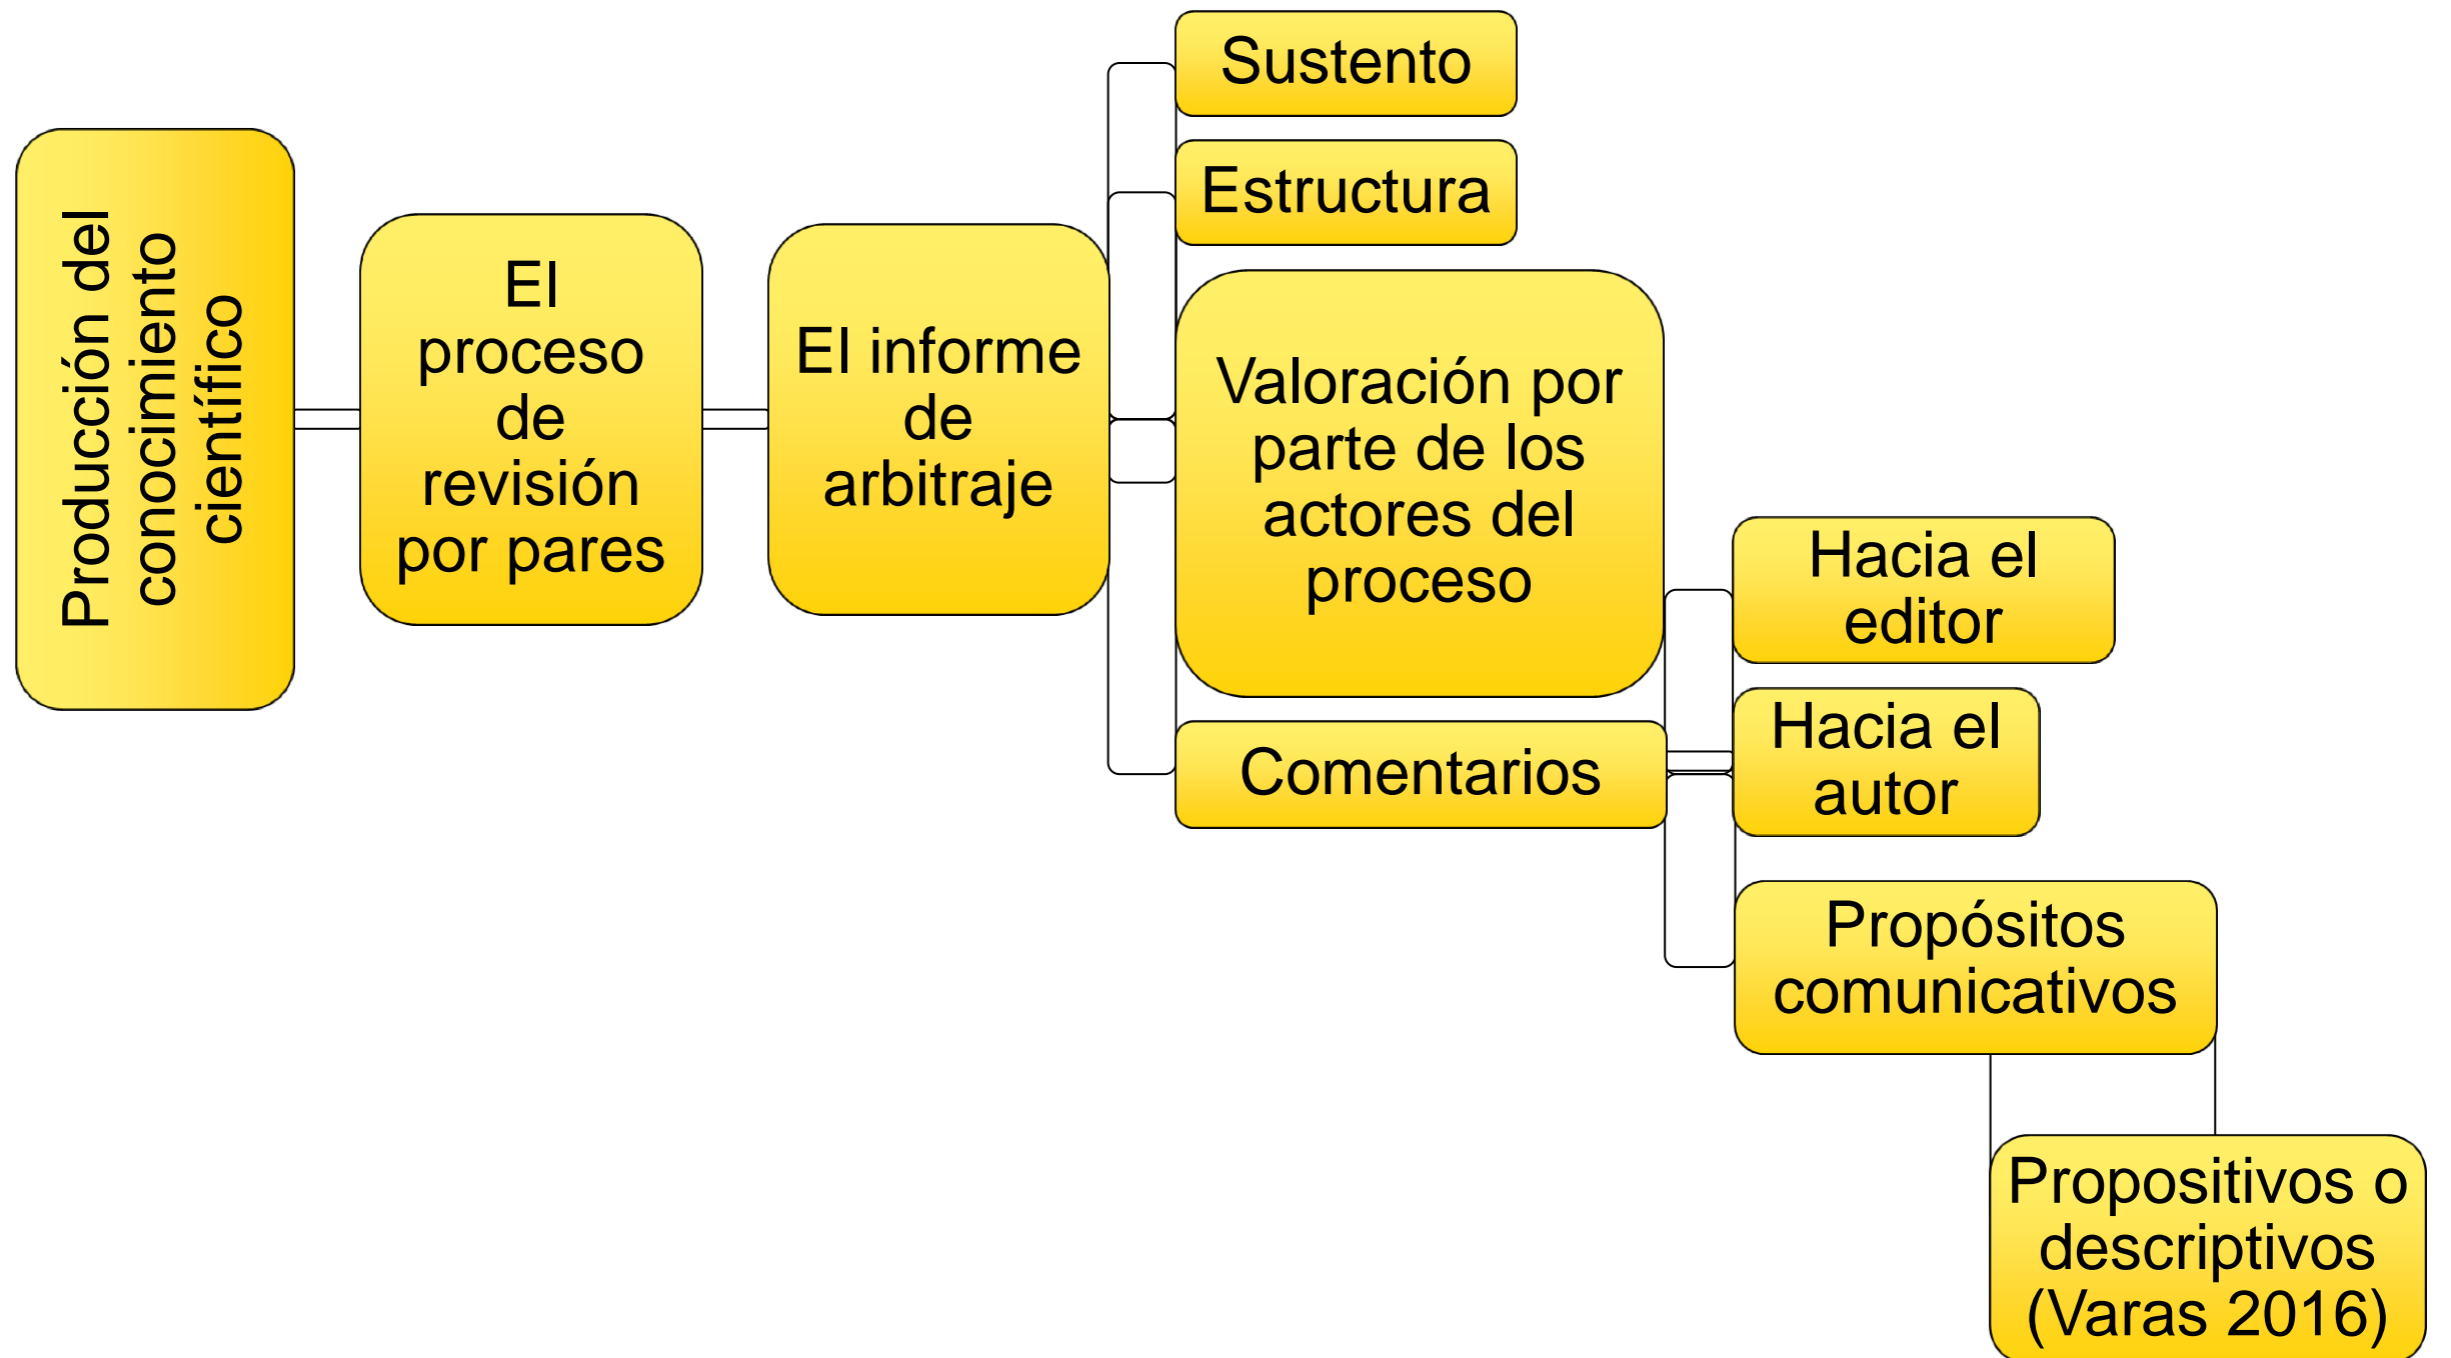 Producción del
conocimiento
científico
El
proceso
de
revisión
por pares
El informe
de
arbitraje
Sustento
Estructura
Valoración por
parte de los
actores del
proceso
Comentarios
Hacia el
editor
Hacia el
autor
Propósitos
comunicativos
Propositivos o
descriptivos
(Varas 2016)